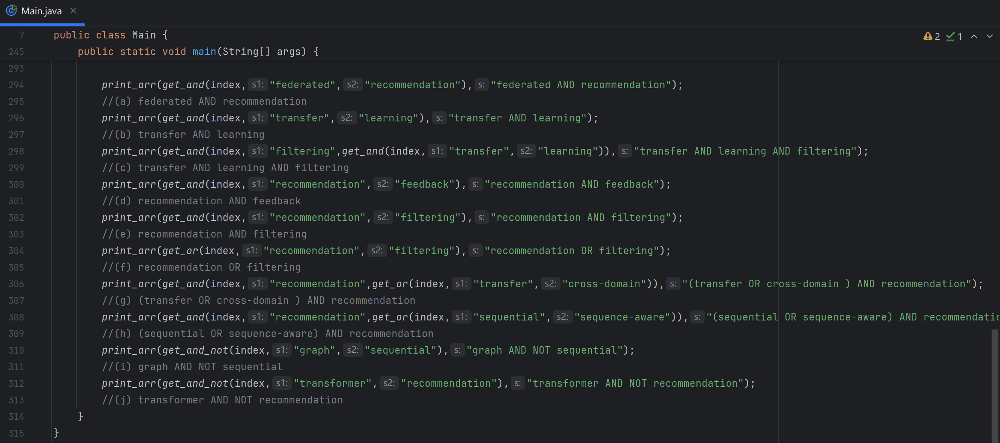 Main.java
7 public class Main { 2 1
245 public static void main(String[] args) {
293
294 print_arr(get_and(index, s1: "federated", s2: "recommendation"), s: "federated AND recommendation");
295 //(a) federated AND recommendation
296 print_arr(get_and(index, s1: "transfer", s2: "learning"), s: "transfer AND learning");
297 //(b) transfer AND learning
298 print_arr(get_and(index, s1: "filtering",get_and(index, s1: "transfer", s2: "learning")), s: "transfer AND learning AND filtering");
299 //(c) transfer AND learning AND filtering
300 print_arr(get_and(index, s1: "recommendation", s2: "feedback"), s: "recommendation AND feedback");
301 //(d) recommendation AND feedback
302 print_arr(get_and(index, s1: "recommendation", s2: "filtering"), s: "recommendation AND filtering");
303 //(e) recommendation AND filtering
304 print_arr(get_or(index, s1: "recommendation", s2: "filtering"), s: "recommendation OR filtering");
305 //(f) recommendation OR filtering
306 print_arr(get_and(index, s1: "recommendation",get_or(index, s1: "transfer", s2: "cross-domain")), s: "(transfer OR cross-domain ) AND recommendation");
307 //(g) (transfer OR cross-domain ) AND recommendation
308 print_arr(get_and(index, s1: "recommendation",get_or(index, s1: "sequential", s2: "sequence-aware")), s: "(sequential OR sequence-aware) AND recommendatio
309 //(h) (sequential OR sequence-aware) AND recommendation
310 print_arr(get_and_not(index, s1: "graph", s2: "sequential"), s: "graph AND NOT sequential");
311 //(i) graph AND NOT sequential
312 print_arr(get_and_not(index, s1: "transformer", s2: "recommendation"), s: "transformer AND NOT recommendation");
313 //(j) transformer AND NOT recommendation
314 }
315 }